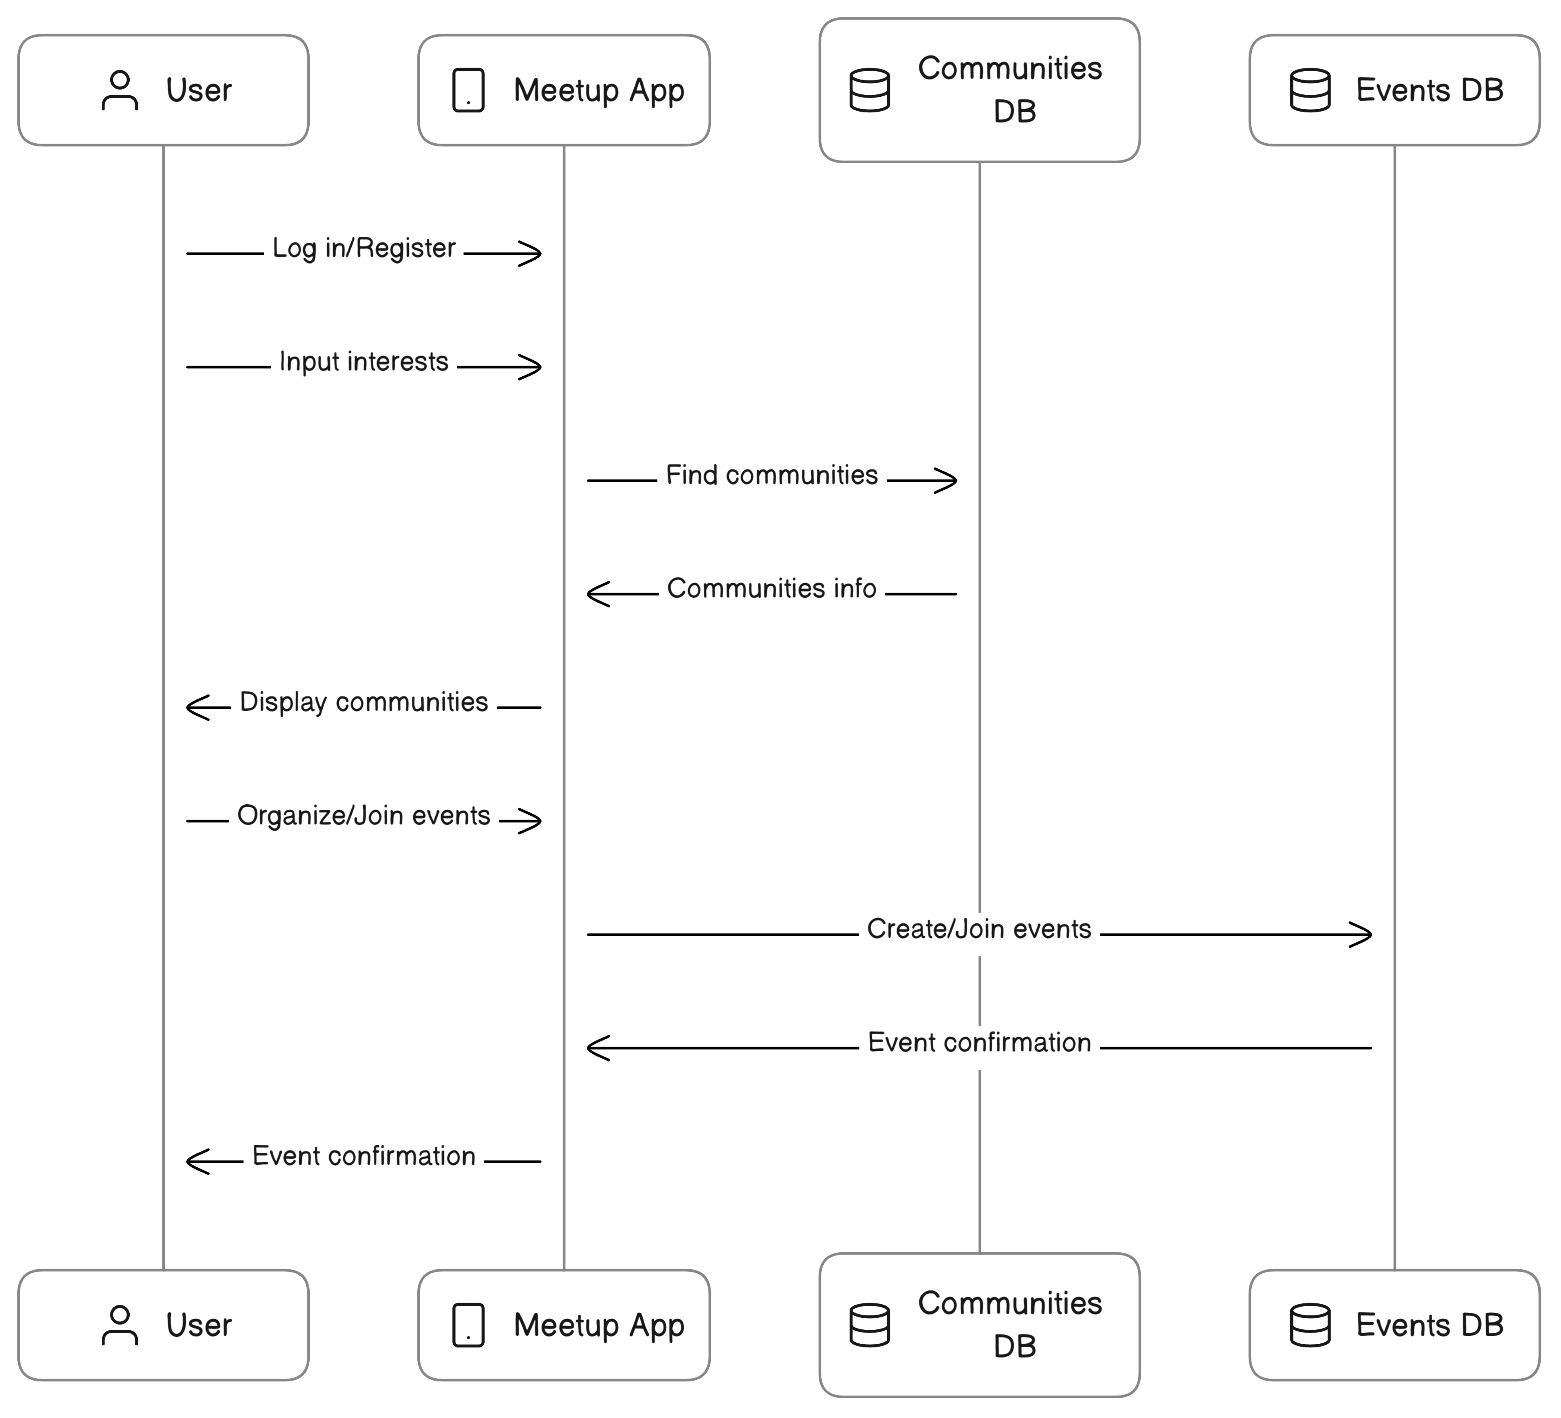 User
Meetup App
Communities
DB
Events DB
Log in/Register
Input interests
Find communities
Communities info
Display communities
Organize/Join events
Create/Join events
Event confirmation
Event confirmation
User
Meetup App
Communities
DB
Events DB